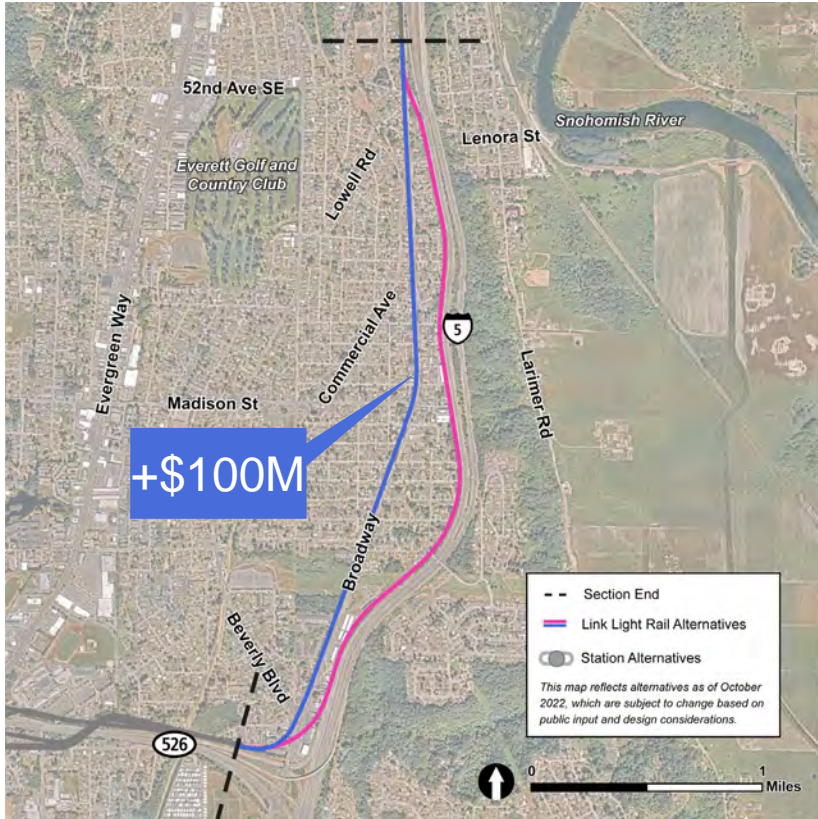 52nd Ave SE
Snohomish River
Lenora St
Everett Golf and
Country Club
Lowell Rd
Evergreen Way
Commercial Ave
5
Larimer Rd
Madison St
+$100M
Broadway
Beverly Blvd
526
Section End
Link Light Rail Alternatives
Station Alternatives
This map reflects alternatives as of October
2022, which are subject to change based on
public input and design considerations.
0 1
Miles